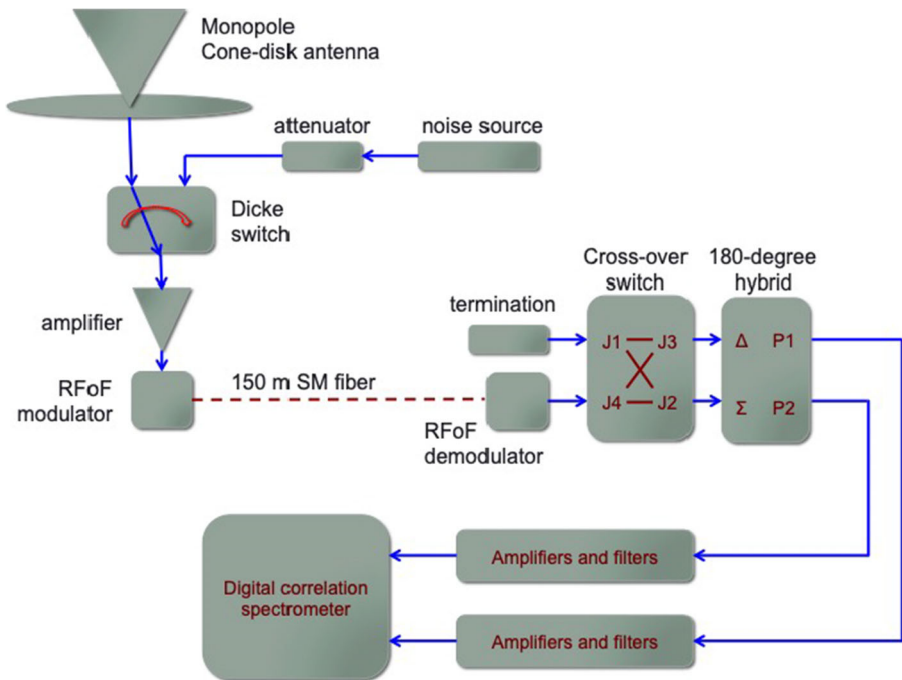 Monopole
Cone-disk antenna
attenuator
noise source
Dicke
switch
amplifier
RFoF
modulator
150 m SM fiber
termination
RFoF
demodulator
Cross-over
switch
J1 J3
J4 J2
180-degree
hybrid
Δ P1
Σ P2
Amplifiers and filters
Digital correlation
spectrometer
Amplifiers and filters